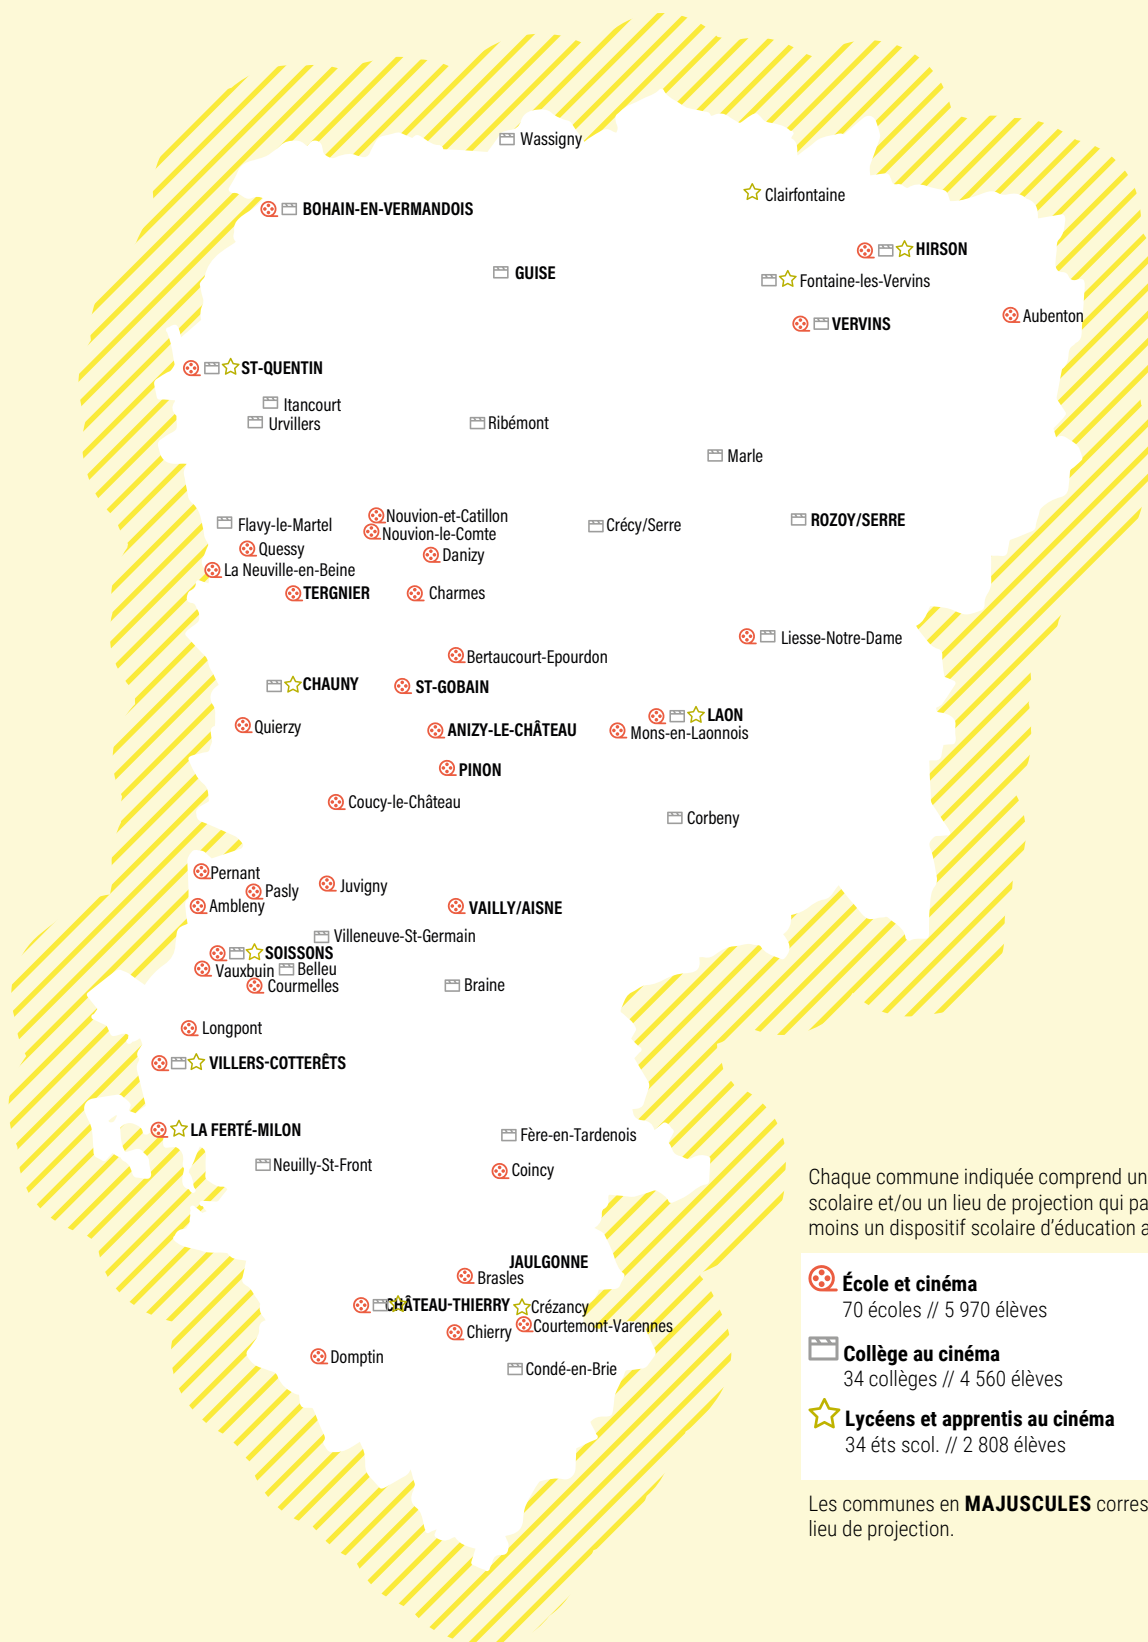 Wassigny
Clairfontaine
BOHAIN-EN-VERMANDOIS
HIRSON
GUISE
Fontaine-les-Vervins
Aubenton
VERVINS
ST-QUENTIN
Itancourt
Urvillers
Ribémont
Marle
Flavy-le-Martel
Nouvion-et-Catillon
Nouvion-le-Comte
Crécy/Serre
ROZOY/SERRE
Quessy
Danizy
La Neuville-en-Beine
TERGNIER
Charmes
Liesse-Notre-Dame
Bertaucourt-Epourdon
CHAUNY
ST-GOBAIN
LAON
Quierzy
ANIZY-LE-CHÂTEAU
Mons-en-Laonnois
PINON
Coucy-le-Château
Corbeny
Pernant
Pasly
Juvigny
Ambleny
VAILLY/AISNE
Villeneuve-St-Germain
SOISSONS
Vauxbuin
Belleu
Courmelles
Braine
Longpont
VILLERS-COTTERÊTS
LA FERTÉ-MILON
Fère-en-Tardenois
Neuilly-St-Front
Coincy
JAULGONNE
Brasles
CHÂTEAU-THIERRY
Crézancy
Courtemont-Varennes
Chierry
Domptin
Condé-en-Brie
Chaque commune indiquée comprend un
scolaire et/ou un lieu de projection qui pa
moins un dispositif scolaire d'éducation a
École et cinéma
70 écoles // 5 970 élèves
Collège au cinéma
34 collèges // 4 560 élèves
Lycéens et apprentis au cinéma
34 éts scol. // 2 808 élèves
Les communes en MAJUSCULES corres
lieu de projection.